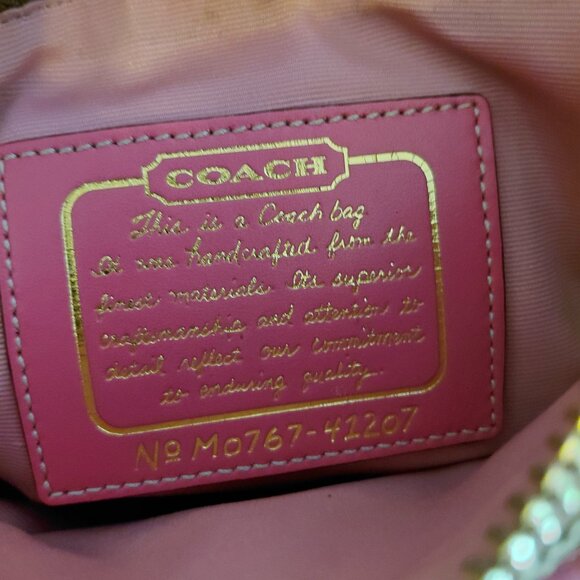 COACH
This is a Coach bag.
It was handcrafted from the
finest materials. Its superior
craftsmanship and attention to
detail reflect our commitment
to enduring quality.
Nº M0767-41207